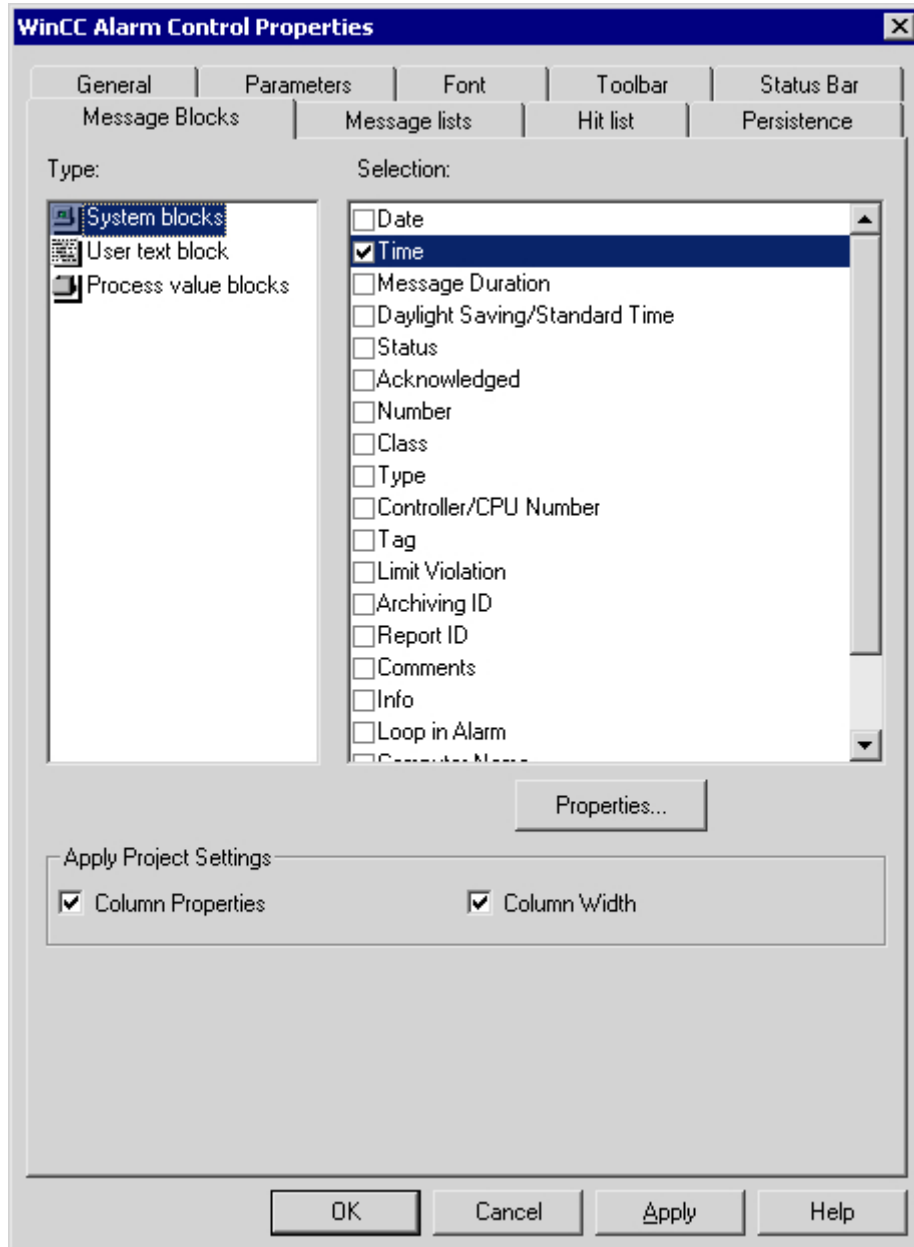 WinCC Alarm Control Properties
General Parameters Font Toolbar Status Bar
Message Blocks Message lists Hit list Persistence
Type:
Selection:
System blocks
User text block
Process value blocks
Date
Time
Message Duration
Daylight Saving/Standard Time
Status
Acknowledged
Number
Class
Type
Controller/CPU Number
Tag
Limit Violation
Archiving ID
Report ID
Comments
Info
Loop in Alarm
Computer Name
Properties...
Apply Project Settings
Column Properties Column Width
OK Cancel Apply Help